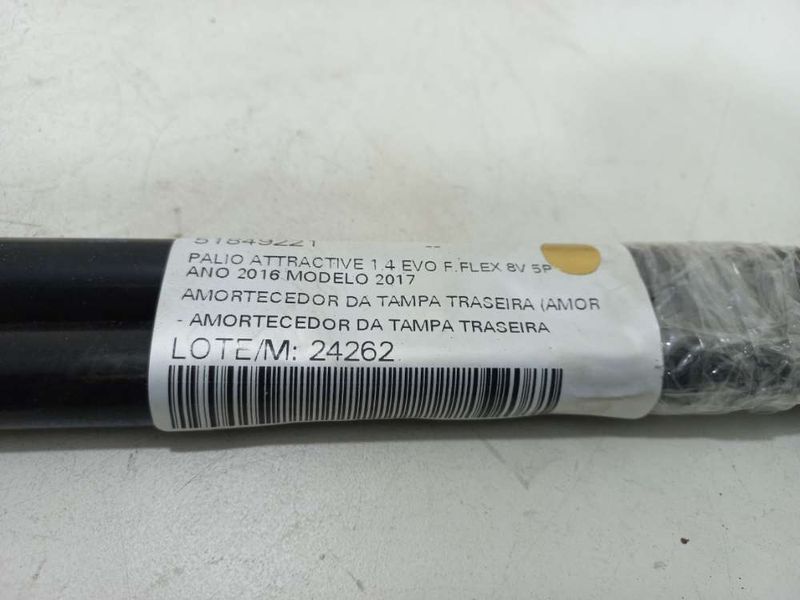 51849221
PALIO ATTRACTIVE 1.4 EVO F.FLEX 8V 5P
ANO 2016 MODELO 2017
AMORTECEDOR DA TAMPA TRASEIRA (AMOR
- AMORTECEDOR DA TAMPA TRASEIRA
LOTE/M: 24262